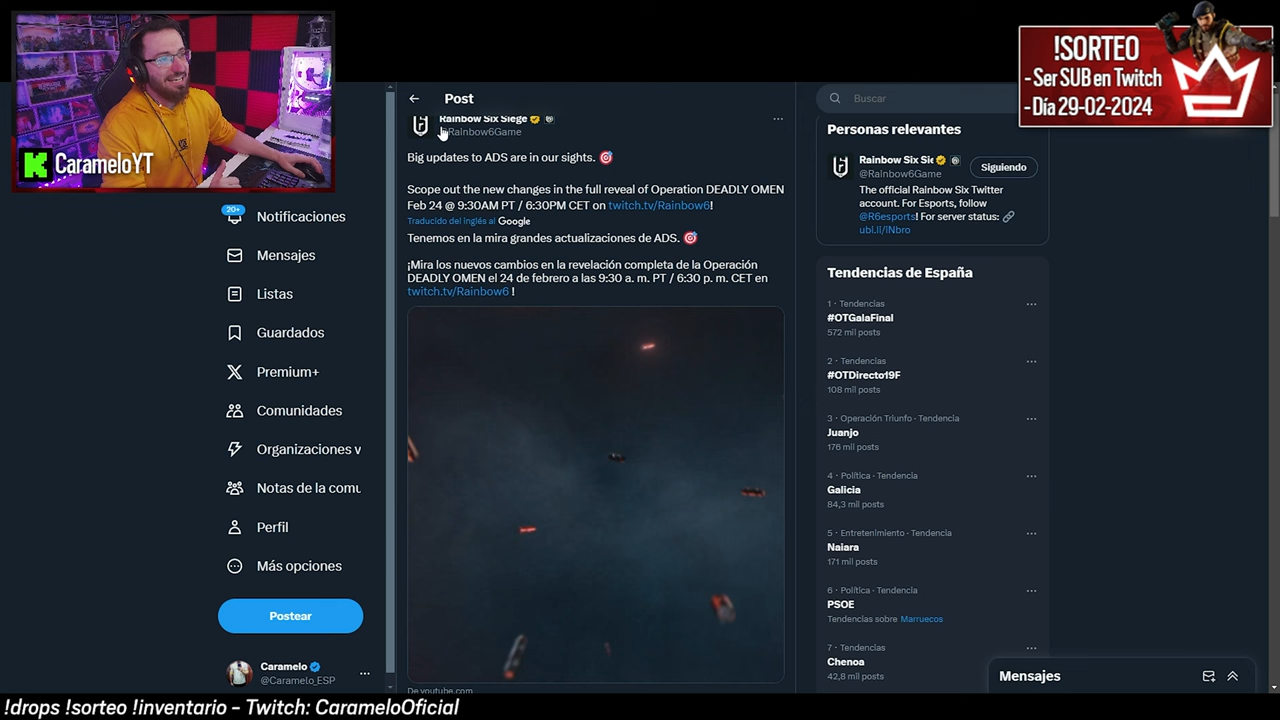 CarameloYT
!SORTEO
- Ser SUB en Twitch
- Día 29-02-2024
Post
Rainbow Six Siege
@Rainbow6Game
Big updates to ADS are in our sights. 🎯
Scope out the new changes in the full reveal of Operation DEADLY OMEN
Feb 24 @ 9:30AM PT / 6:30PM CET on twitch.tv/Rainbow6!
Traducido del inglés al Google
Tenemos en la mira grandes actualizaciones de ADS. 🎯
¡Mira los nuevos cambios en la revelación completa de la Operación
DEADLY OMEN el 24 de febrero a las 9:30 a. m. PT / 6:30 p. m. CET en
twitch.tv/Rainbow6 !
De youtube.com
20+
Notificaciones
Mensajes
Listas
Guardados
Premium+
Comunidades
Organizaciones v
Notas de la comu
Perfil
Más opciones
Postear
Caramelo
@Caramelo_ESP
Buscar
Personas relevantes
Rainbow Six Sie
@Rainbow6Game
Siguiendo
The official Rainbow Six Twitter
account. For Esports, follow
@R6esports! For server status: 🔗
ubi.li/iNbro
Tendencias de España
1 · Tendencias
#OTGalaFinal
572 mil posts
2 · Tendencias
#OTDirecto19F
108 mil posts
3 · Operación Triunfo · Tendencia
Juanjo
176 mil posts
4 · Política · Tendencia
Galicia
84,3 mil posts
5 · Entretenimiento · Tendencia
Naiara
171 mil posts
6 · Política · Tendencia
PSOE
Tendencias sobre Marruecos
7 · Tendencias
Chenoa
42,8 mil posts
Mensajes
!drops !sorteo !inventario - Twitch: CarameloOficial